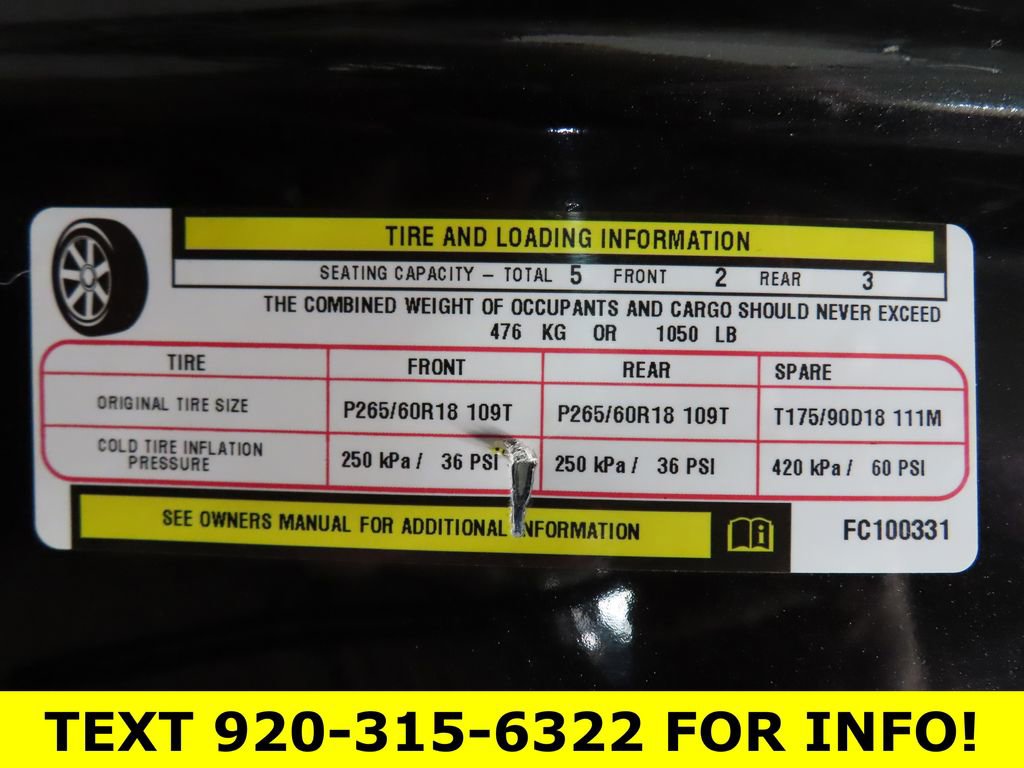 TIRE AND LOADING INFORMATION
SEATING CAPACITY – TOTAL 5 FRONT 2 REAR 3
THE COMBINED WEIGHT OF OCCUPANTS AND CARGO SHOULD NEVER EXCEED
476 KG OR 1050 LB
TIRE FRONT REAR SPARE
ORIGINAL TIRE SIZE P265/60R18 109T P265/60R18 109T T175/90D18 111M
COLD TIRE INFLATION
PRESSURE 250 kPa / 36 PSI 250 kPa / 36 PSI 420 kPa / 60 PSI
SEE OWNERS MANUAL FOR ADDITIONAL INFORMATION
FC100331
TEXT 920-315-6322 FOR INFO!